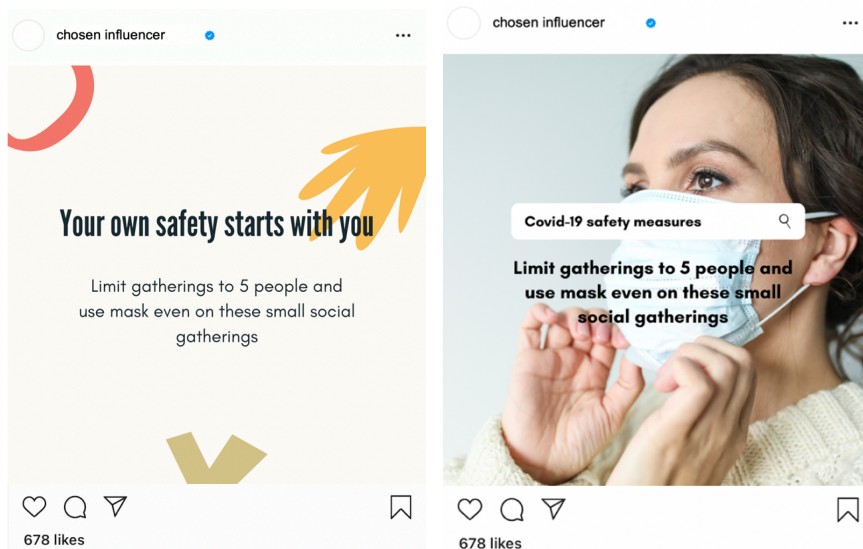 chosen influencer
Your own safety starts with you
Limit gatherings to 5 people and
use mask even on these small social
gatherings
678 likes
chosen influencer
Covid-19 safety measures
Limit gatherings to 5 people and
use mask even on these small
social gatherings
678 likes